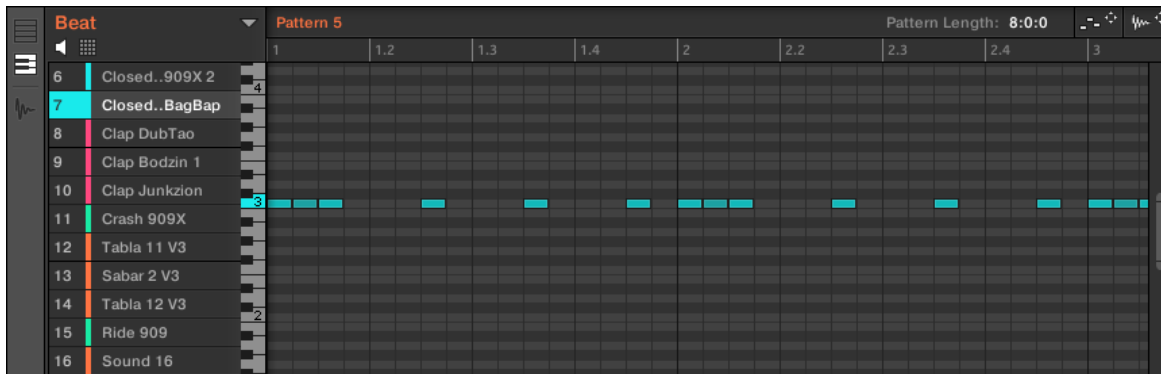 Beat Pattern 5 Pattern Length: 8:0:0
1 1.2 1.3 1.4 2 2.2 2.3 2.4 3
6 Closed..909X 2
4
7 Closed..BagBap
8 Clap DubTao
9 Clap Bodzin 1
10 Clap Junkzion
3
11 Crash 909X
12 Tabla 11 V3
13 Sabar 2 V3
14 Tabla 12 V3
2
15 Ride 909
16 Sound 16